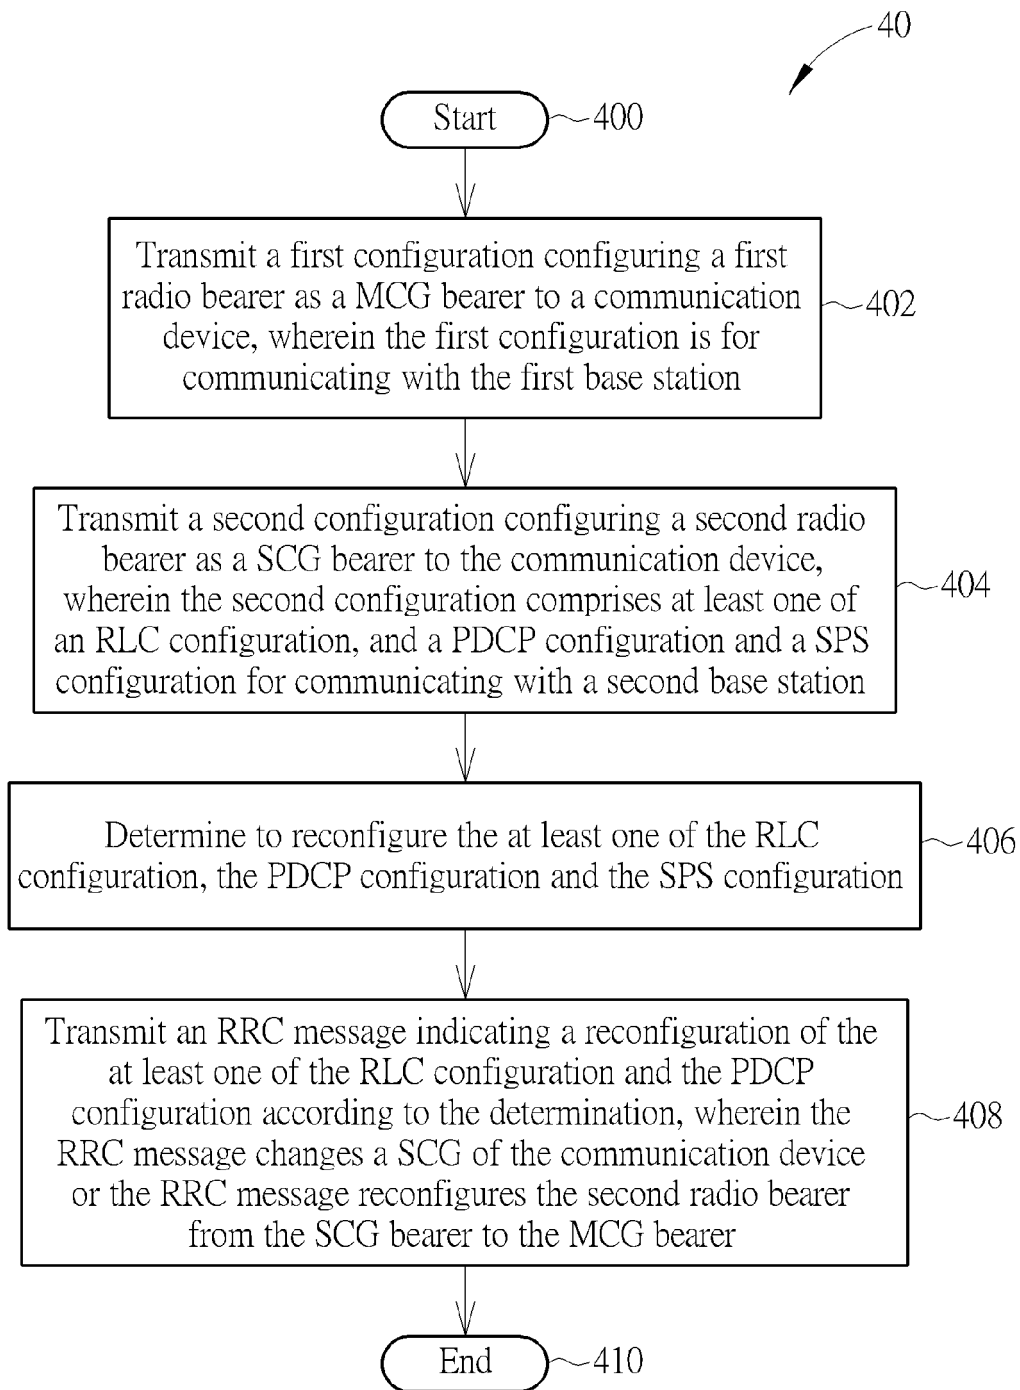 40
Start
400
Transmit a first configuration configuring a first
radio bearer as a MCG bearer to a communication
device, wherein the first configuration is for
communicating with the first base station
402
Transmit a second configuration configuring a second radio
bearer as a SCG bearer to the communication device,
wherein the second configuration comprises at least one of
an RLC configuration, and a PDCP configuration and a SPS
configuration for communicating with a second base station
404
Determine to reconfigure the at least one of the RLC
configuration, the PDCP configuration and the SPS configuration
406
Transmit an RRC message indicating a reconfiguration of the
at least one of the RLC configuration and the PDCP
configuration according to the determination, wherein the
RRC message changes a SCG of the communication device
or the RRC message reconfigures the second radio bearer
from the SCG bearer to the MCG bearer
408
End
410